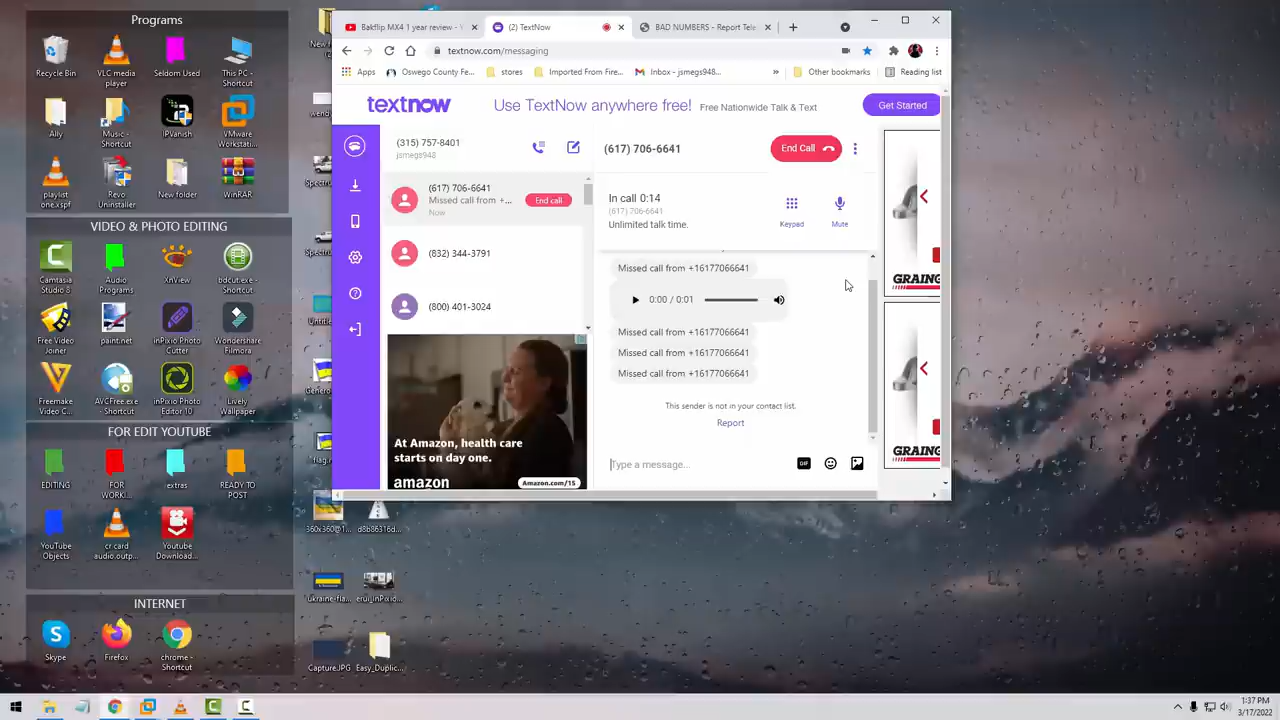 Programs
Recycle Bin
VLC media player
Seldom Used
This PC - Shortcut
Ally
Music - Shortcut
IPVanish
VMware Workstat...
playlist one.xspf
Revo Uninstaller
New folder
WinRAR
VIDEO & PHOTO EDITING
Camtasia Studio 8
Audio Programs
XnView
hdcut.exe - Shortcut
Free Video Joiner
paint.net
inPixio Photo Cutter
Wondershare Filmora
Freemake Video C...
AVCFree.exe - Shortcut
inPixio Photo Editor 10
Lively Wallpaper
FOR EDIT YOUTUBE
EDITING
FOR WORKI...
extras
READY TO POST
YouTube Objects
cr card audio.outp...
Youtube Download...
INTERNET
Skype
Firefox
chrome - Shortcut
Capture.JPG
Easy_Duplic...
360x360@1...
d8b86316d...
ukraine-fla...
Bakflip MX4 1 year review -
(2) TextNow
BAD NUMBERS - Report Tele
textnow.com/messaging
Apps
Oswego County Fe...
stores
Imported From Fire...
Inbox - jsmegs948...
»
Other bookmarks
Reading list
textnow
Use TextNow anywhere free!
Free Nationwide Talk & Text
Get Started
(315) 757-8401
jsmegs948
(617) 706-6641
End Call
(617) 706-6641
Missed call from +...
Now
End call
In call 0:14
(617) 706-6641
Unlimited talk time.
Keypad
Mute
(832) 344-3791
(800) 401-3024
Missed call from +16177066641
0:00 / 0:01
Missed call from +16177066641
Missed call from +16177066641
Missed call from +16177066641
This sender is not in your contact list.
Report
Type a message...
GIF
At Amazon, health care
starts on day one.
amazon
Amazon.com/15
GRAING
GRAING
1:37 PM
3/17/2022